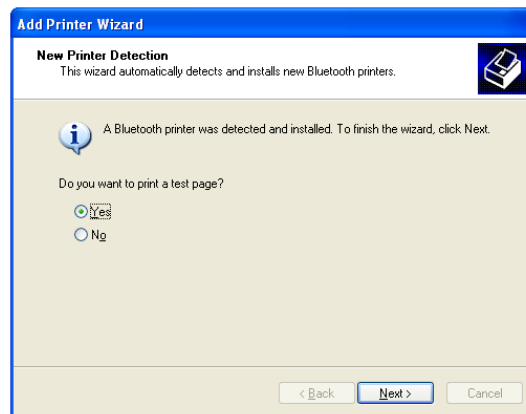 Add Printer Wizard
New Printer Detection
This wizard automatically detects and installs new Bluetooth printers.
A Bluetooth printer was detected and installed. To finish the wizard, click Next.
Do you want to print a test page?
Yes
No
< Back
Next >
Cancel